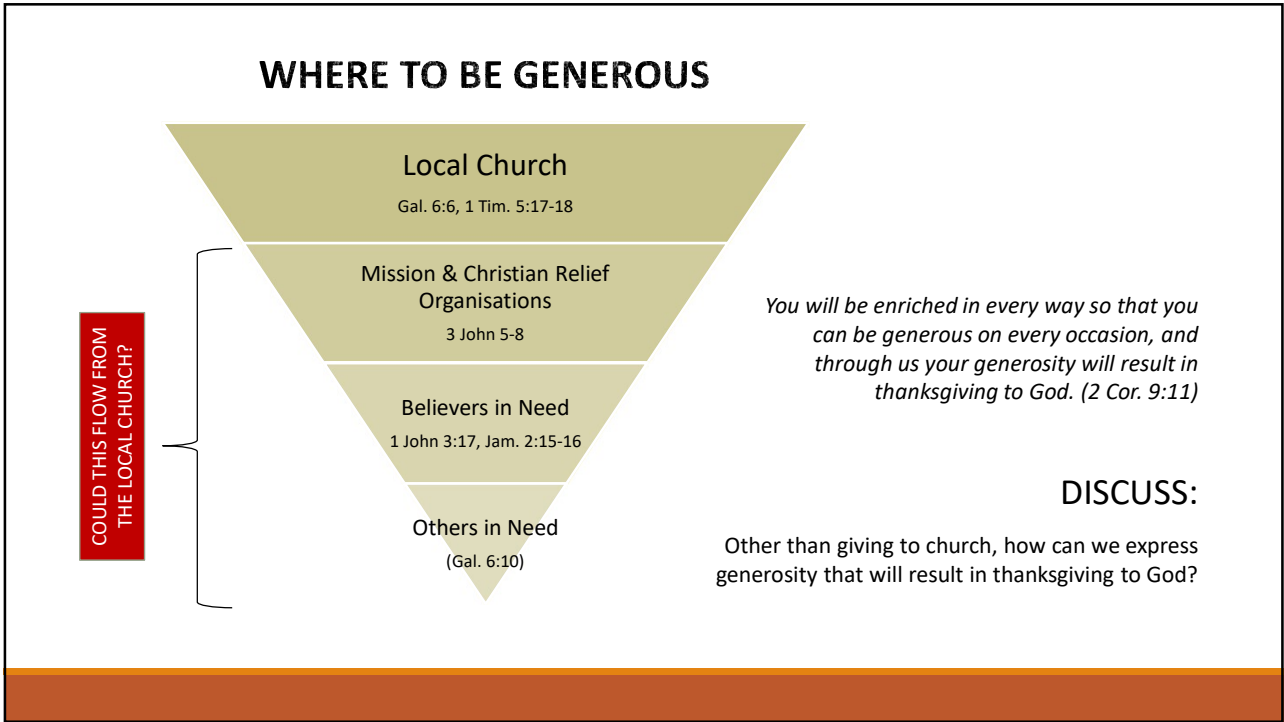 WHERE TO BE GENEROUS
Local Church
Gal. 6:6, 1 Tim. 5:17-18
Mission & Christian Relief
Organisations
3 John 5-8
Believers in Need
1 John 3:17, Jam. 2:15-16
Others in Need
(Gal. 6:10)
COULD THIS FLOW FROM
THE LOCAL CHURCH?
You will be enriched in every way so that you
can be generous on every occasion, and
through us your generosity will result in
thanksgiving to God. (2 Cor. 9:11)
DISCUSS:
Other than giving to church, how can we express
generosity that will result in thanksgiving to God?